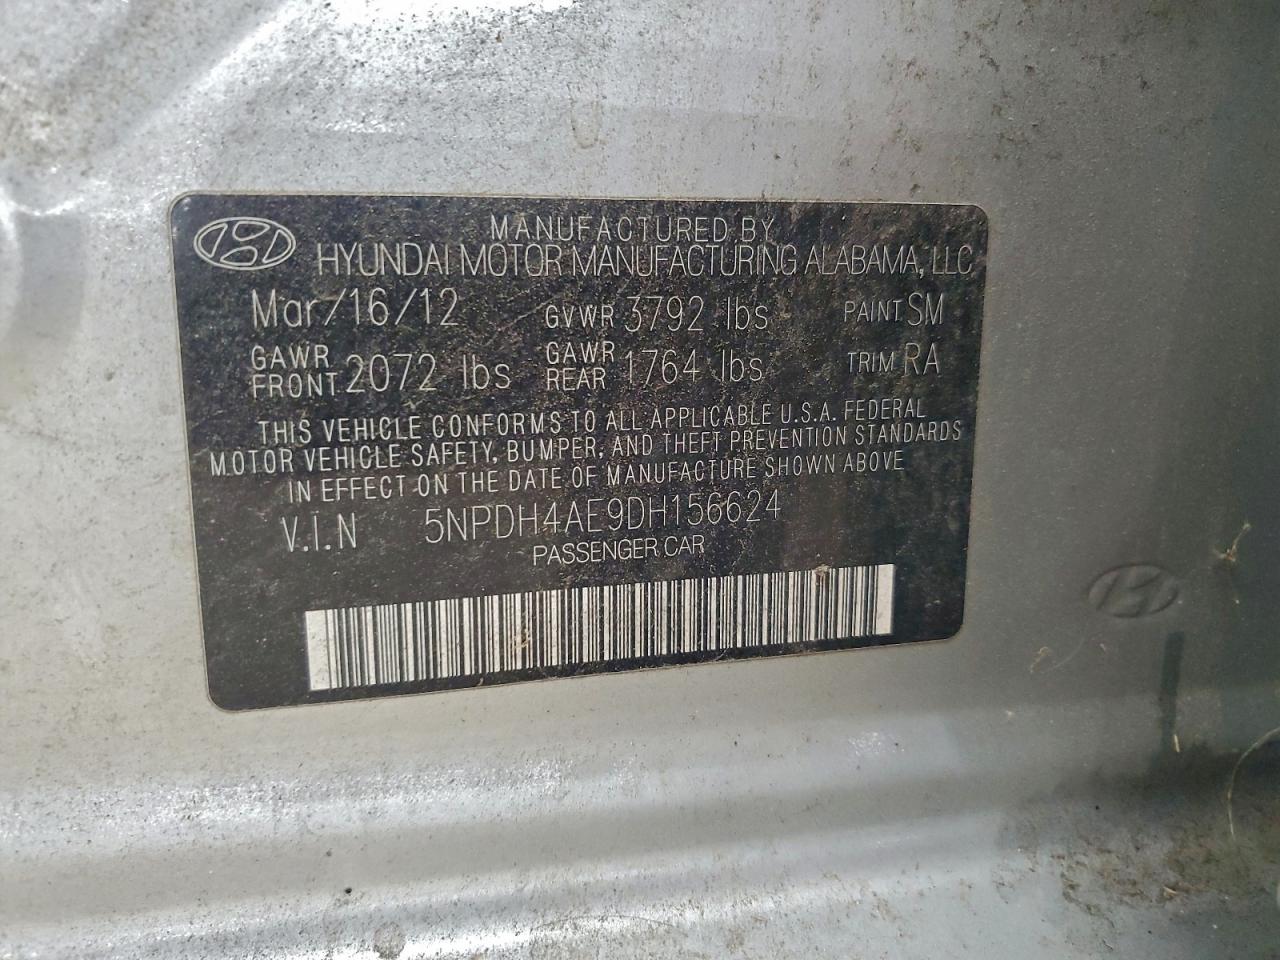 MANUFACTURED BY
HYUNDAI MOTOR MANUFACTURING ALABAMA, LLC
Mar/16/12 GVWR 3792 lbs PAINT SM
GAWR FRONT 2072 lbs GAWR REAR 1764 lbs TRIM RA
THIS VEHICLE CONFORMS TO ALL APPLICABLE U.S.A. FEDERAL
MOTOR VEHICLE SAFETY, BUMPER, AND THEFT PREVENTION STANDARDS
IN EFFECT ON THE DATE OF MANUFACTURE SHOWN ABOVE
V.I.N 5NPDH4AE9DH156624
PASSENGER CAR